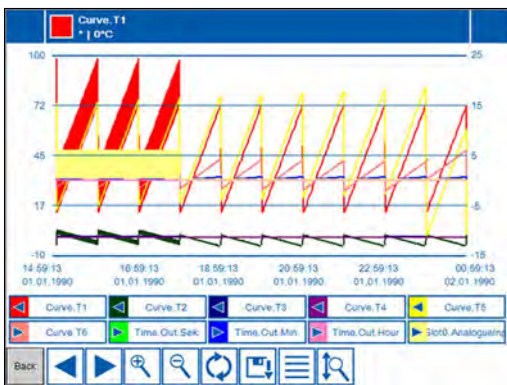 Curve.T1
* | 0°C
100 25
72 15
45 5
17 -5
-10 -15
14:59:13 16:59:13 18:59:13 20:59:13 22:59:13 00:59:13
01.01.1990 01.01.1990 01.01.1990 01.01.1990 01.01.1990 02.01.1990
Curve.T1 Curve.T2 Curve.T3 Curve.T4 Curve.T5
Curve.T6 Time.Out.Sek Time.Out.Min Time.Out.Hour Slot0.AnalogueInp
Back